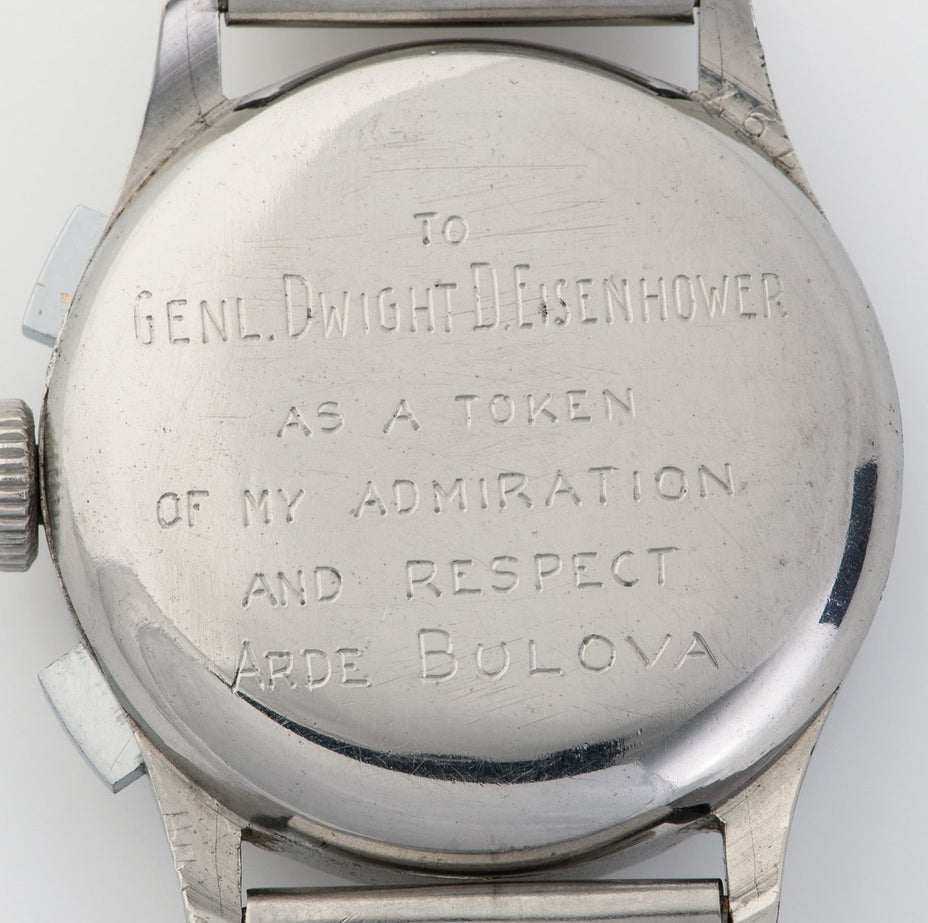 TO
GENL. DWIGHT D. EISENHOWER
AS A TOKEN
OF MY ADMIRATION
AND RESPECT
ARDE BULOVA